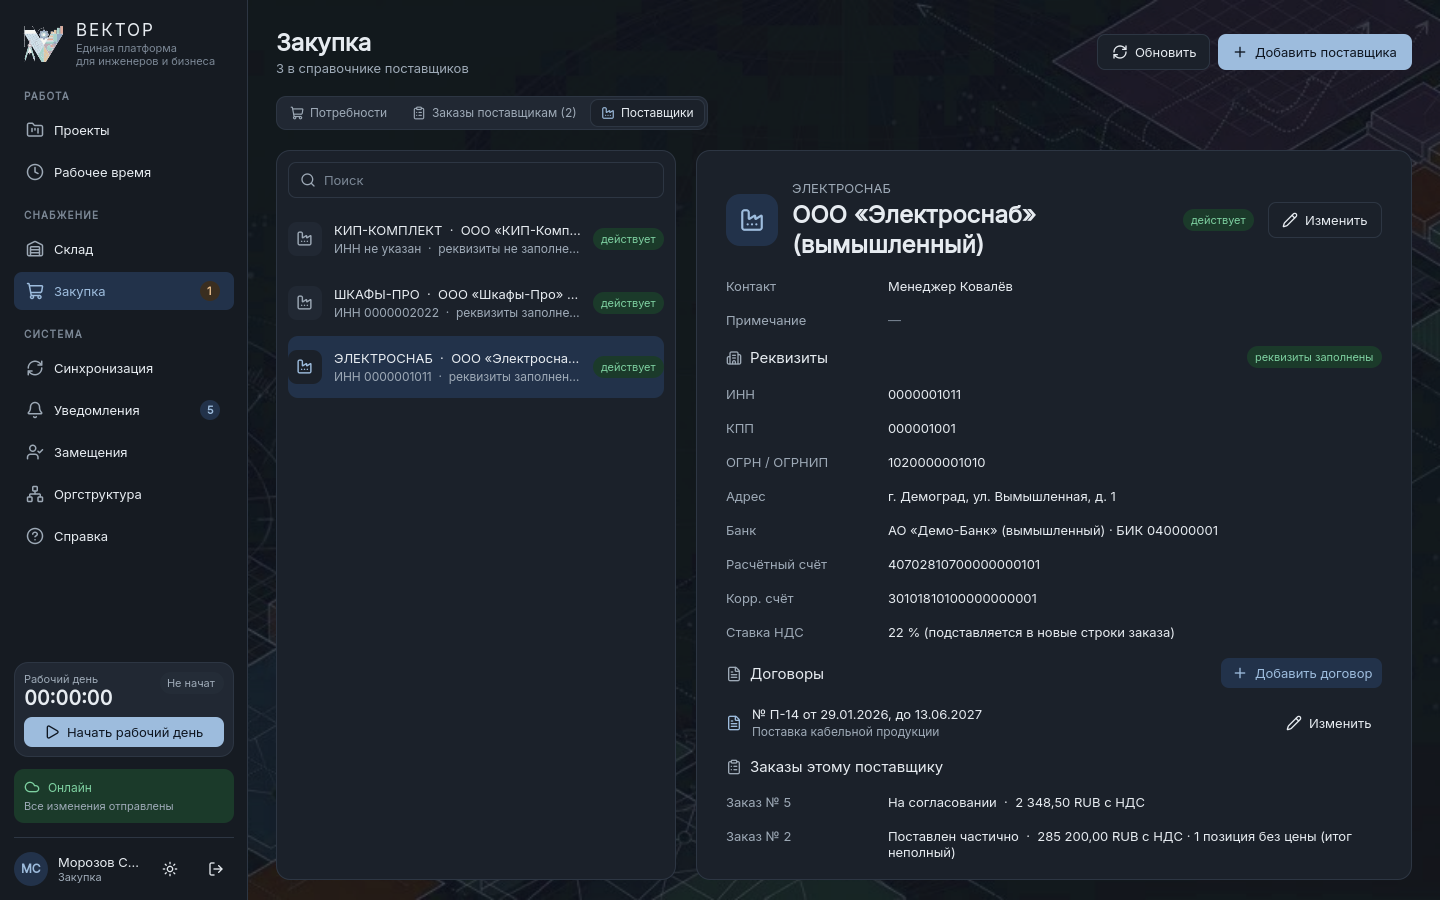 ВЕКТОР
Единая платформа
для инженеров и бизнеса
РАБОТА
Проекты
Рабочее время
СНАБЖЕНИЕ
Склад
Закупка 1
СИСТЕМА
Синхронизация
Уведомления 5
Замещения
Оргструктура
Справка
Рабочий день Не начат
00:00:00
Начать рабочий день
Онлайн
Все изменения отправлены
МС Морозов С...
Закупка
Закупка
3 в справочнике поставщиков
Обновить
Добавить поставщика
Потребности
Заказы поставщикам (2)
Поставщики
Поиск
КИП-КОМПЛЕКТ · ООО «КИП-Комп... действует
ИНН не указан · реквизиты не заполне...
ШКАФЫ-ПРО · ООО «Шкафы-Про» ... действует
ИНН 0000002022 · реквизиты заполне...
ЭЛЕКТРОСНАБ · ООО «Электросна... действует
ИНН 0000001011 · реквизиты заполнен...
ЭЛЕКТРОСНАБ
ООО «Электроснаб»
(вымышленный)
действует
Изменить
Контакт Менеджер Ковалёв
Примечание —
Реквизиты реквизиты заполнены
ИНН 0000001011
КПП 000001001
ОГРН / ОГРНИП 1020000001010
Адрес г. Демоград, ул. Вымышленная, д. 1
Банк АО «Демо-Банк» (вымышленный) · БИК 040000001
Расчётный счёт 40702810700000000101
Корр. счёт 30101810100000000001
Ставка НДС 22 % (подставляется в новые строки заказа)
Договоры Добавить договор
№ П-14 от 29.01.2026, до 13.06.2027
Поставка кабельной продукции
Изменить
Заказы этому поставщику
Заказ № 5 На согласовании · 2 348,50 RUB с НДС
Заказ № 2 Поставлен частично · 285 200,00 RUB с НДС · 1 позиция без цены (итог
неполный)